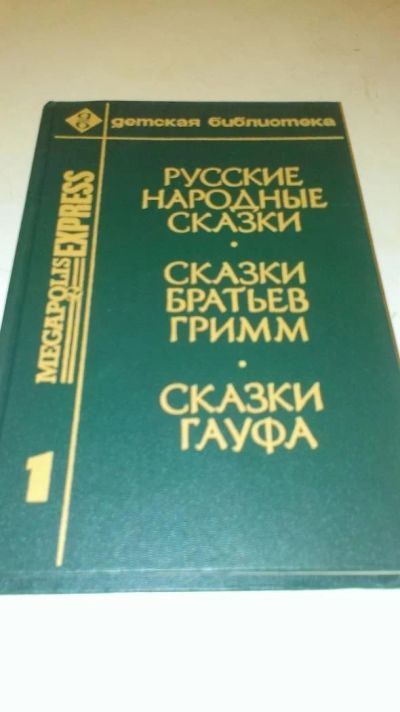 детская библиотека
РУССКИЕ
НАРОДНЫЕ
СКАЗКИ
·
СКАЗКИ
БРАТЬЕВ
ГРИММ
·
СКАЗКИ
ГАУФА
MEGAPOLIS
EXPRESS
1